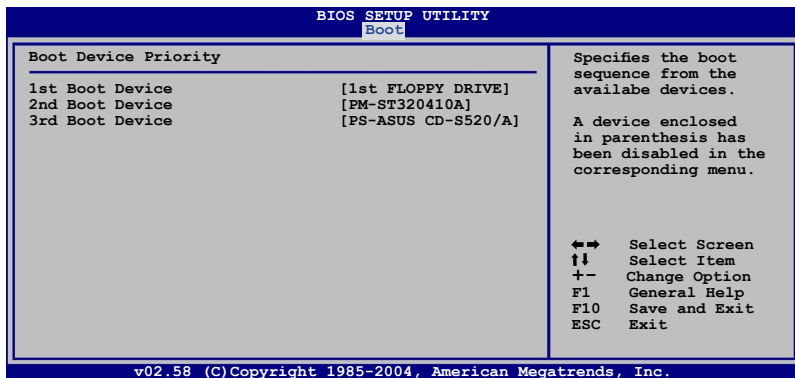 BIOS SETUP UTILITY
Boot
Boot Device Priority
1st Boot Device [1st FLOPPY DRIVE]
2nd Boot Device [PM-ST320410A]
3rd Boot Device [PS-ASUS CD-S520/A]
Specifies the boot
sequence from the
availabe devices.
A device enclosed
in parenthesis has
been disabled in the
corresponding menu.
←→ Select Screen
↑↓ Select Item
+- Change Option
F1 General Help
F10 Save and Exit
ESC Exit
v02.58 (C)Copyright 1985-2004, American Megatrends, Inc.